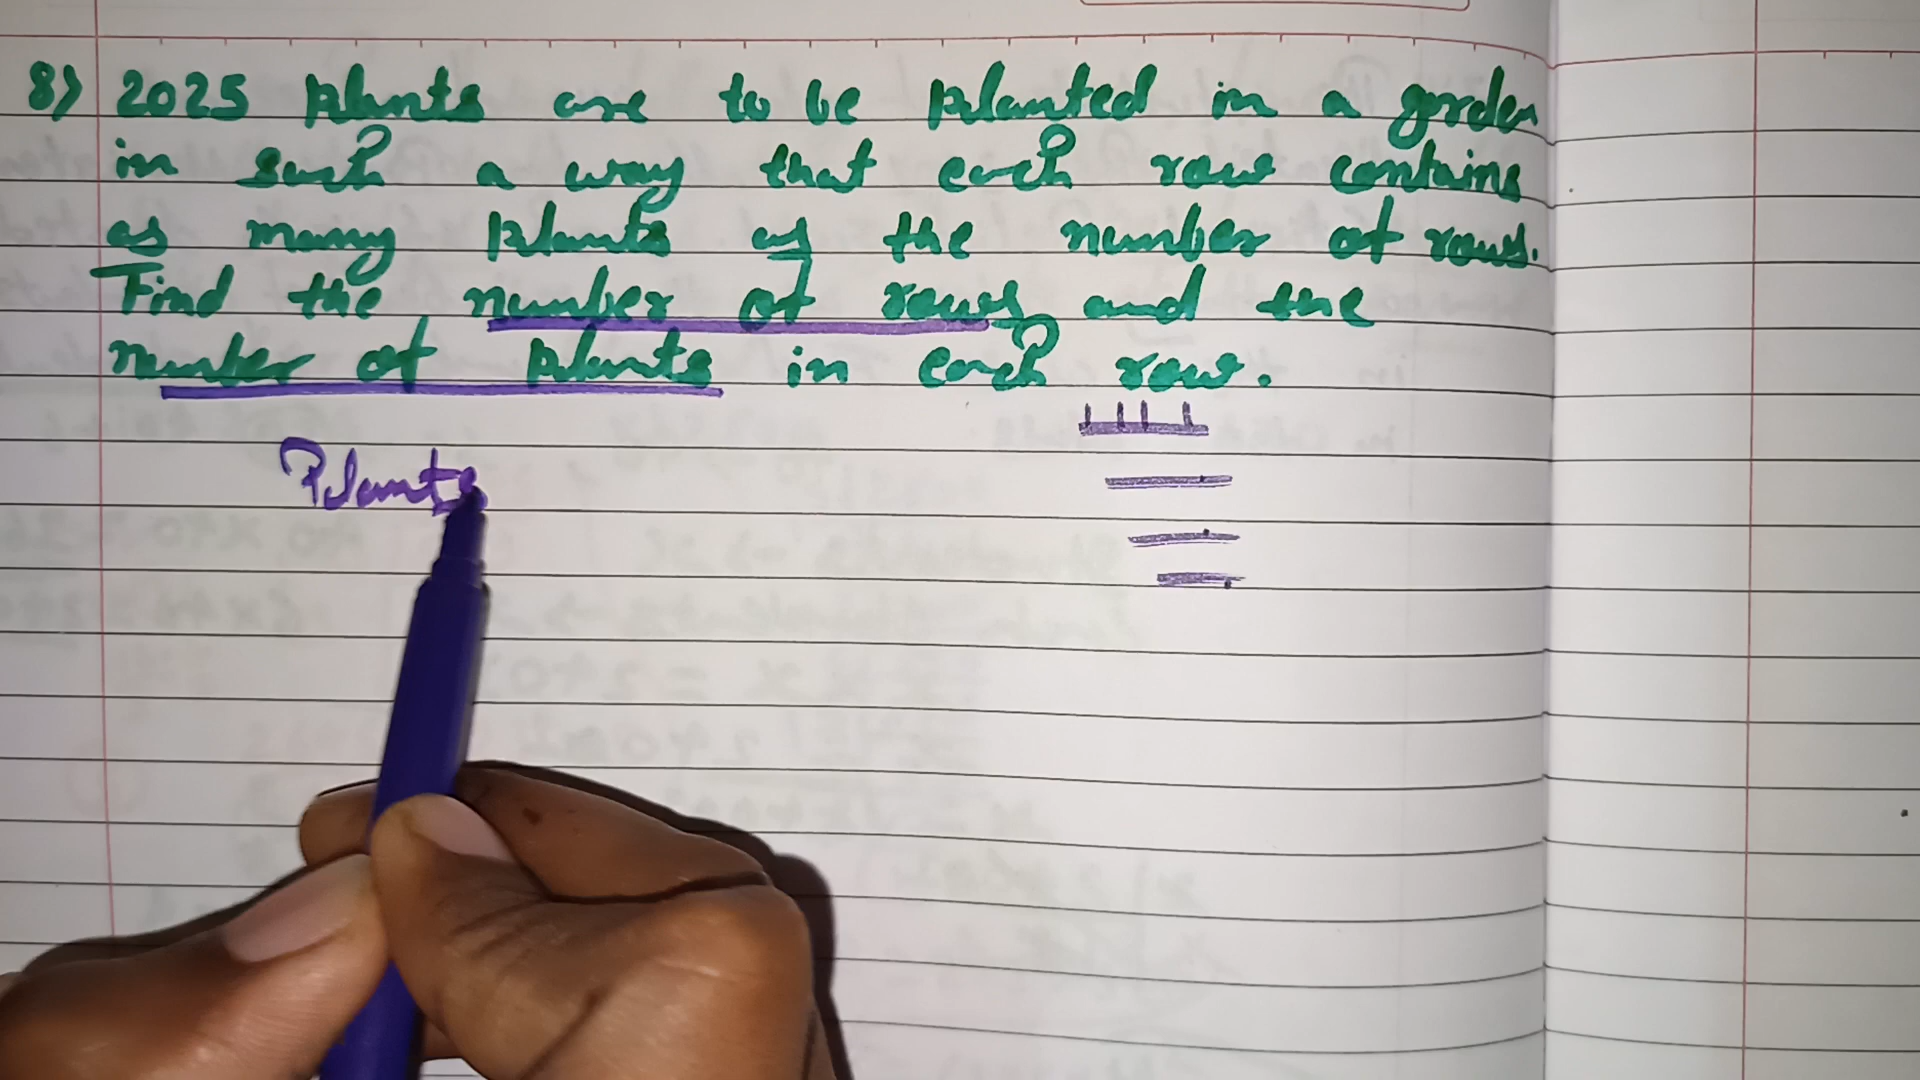 8) 2025 plants are to be planted in a garden
in such a way that each row contains
as many plants as the number of rows.
Find the number of rows and the
number of plants in each row.
Plants